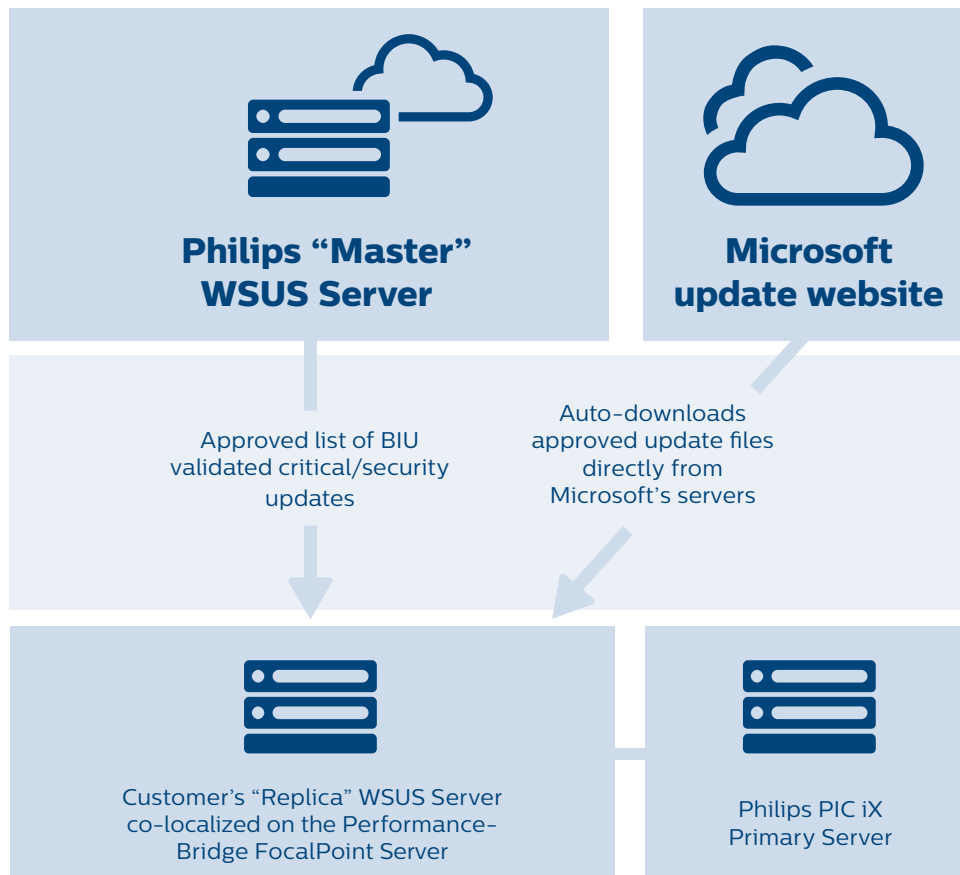 Philips “Master”
WSUS Server
Microsoft
update website
Approved list of BIU
validated critical/security
updates
Auto-downloads
approved update files
directly from
Microsoft’s servers
Customer’s “Replica” WSUS Server
co-localized on the Performance-
Bridge FocalPoint Server
Philips PIC iX
Primary Server